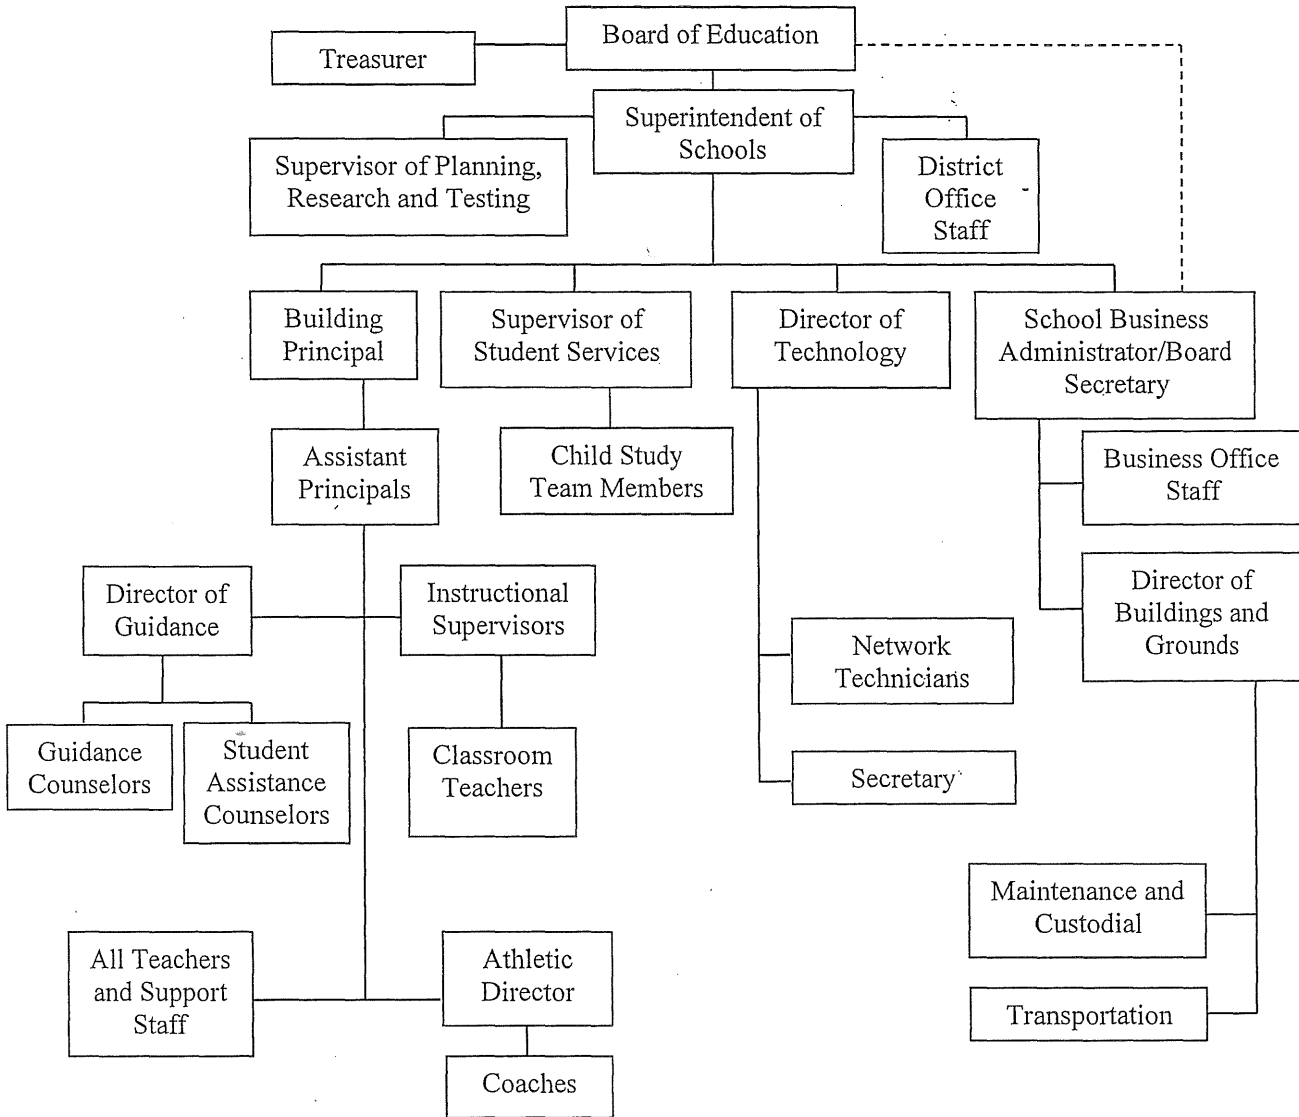 Board of Education
Treasurer
Superintendent of
Schools
Supervisor of Planning,
Research and Testing
District
Office
Staff
Building
Principal
Supervisor of
Student Services
Director of
Technology
School Business
Administrator/Board
Secretary
Assistant
Principals
Child Study
Team Members
Business Office
Staff
Director of
Guidance
Instructional
Supervisors
Director of
Buildings and
Grounds
Network
Technicians
Guidance
Counselors
Student
Assistance
Counselors
Classroom
Teachers
Secretary
Maintenance and
Custodial
All Teachers
and Support
Staff
Athletic
Director
Transportation
Coaches